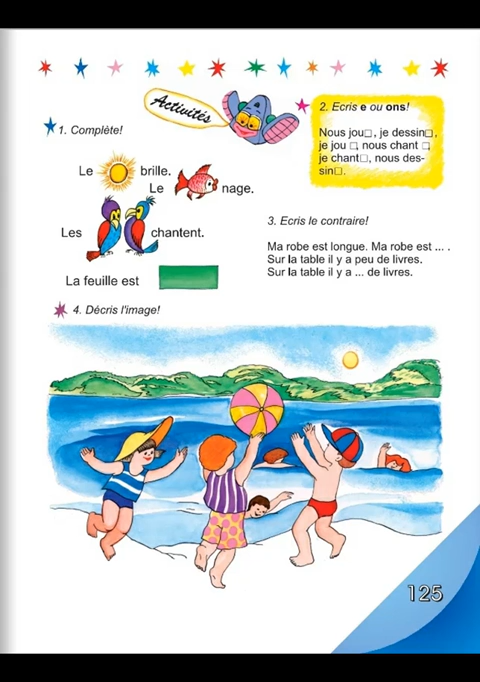 Activités
1. Complète!
Le brille.
Le nage.
Les chantent.
La feuille est
2. Ecris e ou ons!
Nous jou□, je dessin□,
je jou □, nous chant □,
je chant□, nous des-
sin□.
3. Ecris le contraire!
Ma robe est longue. Ma robe est ... .
Sur la table il y a peu de livres.
Sur la table il y a ... de livres.
4. Décris l'image!
125